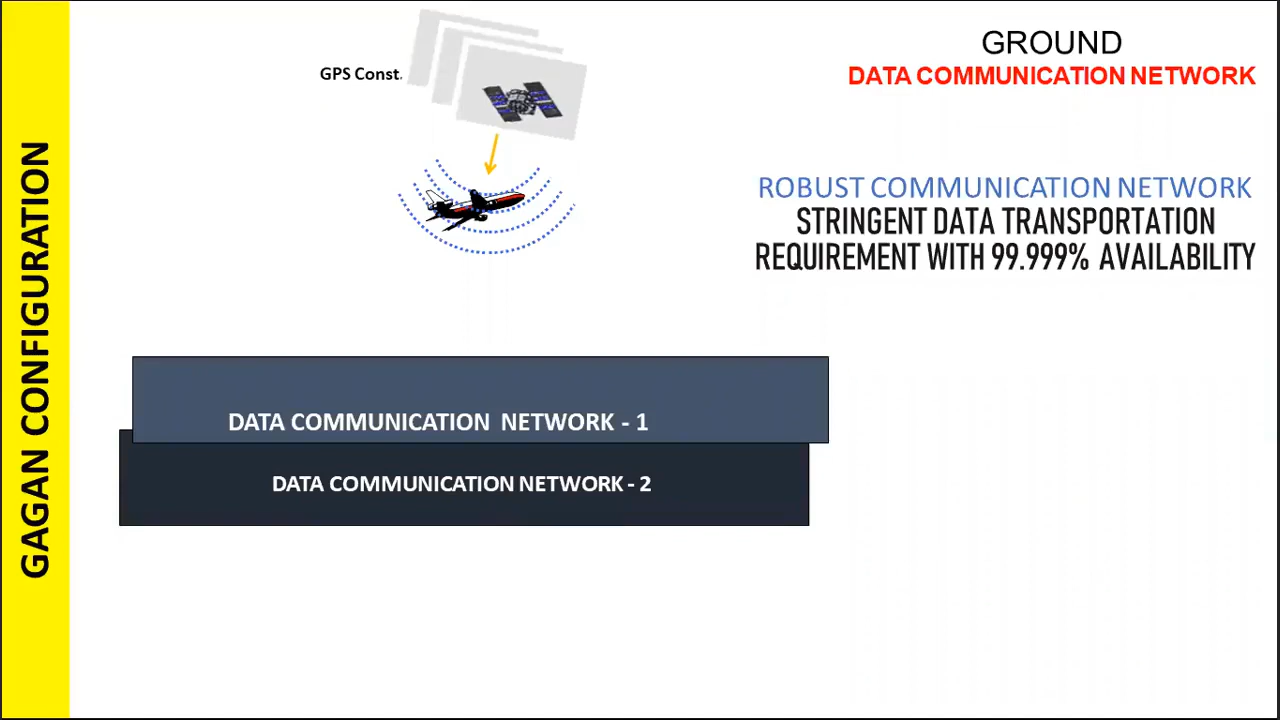 GAGAN CONFIGURATION
GPS Const.
GROUND
DATA COMMUNICATION NETWORK
ROBUST COMMUNICATION NETWORK
STRINGENT DATA TRANSPORTATION
REQUIREMENT WITH 99.999% AVAILABILITY
DATA COMMUNICATION NETWORK - 1
DATA COMMUNICATION NETWORK - 2